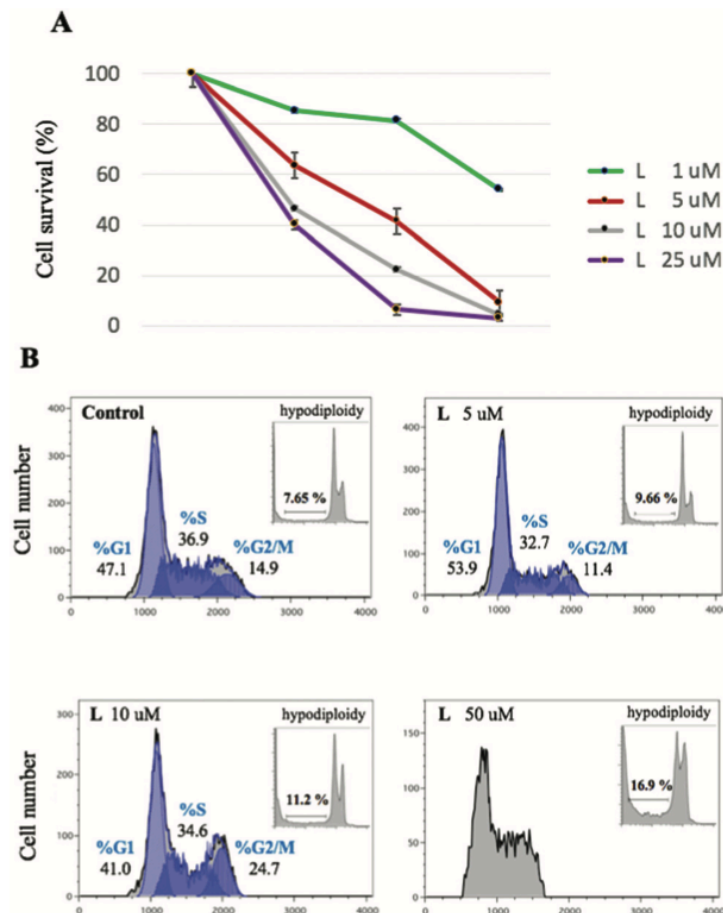 A
Cell survival (%)
100
80
60
40
20
0
L 1 uM
L 5 uM
L 10 uM
L 25 uM
B
Cell number
Control
hypodiploidy
7.65 %
%G1
47.1
%S
36.9
%G2/M
14.9
400
300
200
100
0
0 1000 2000 3000 4000
L 5 uM
hypodiploidy
9.66 %
%G1
53.9
%S
32.7
%G2/M
11.4
400
300
200
100
0
0 1000 2000 3000 4000
Cell number
L 10 uM
hypodiploidy
11.2 %
%G1
41.0
%S
34.6
%G2/M
24.7
300
200
100
0
0 1000 2000 3000 4000
L 50 uM
hypodiploidy
16.9 %
150
100
50
0
0 1000 2000 3000 4000